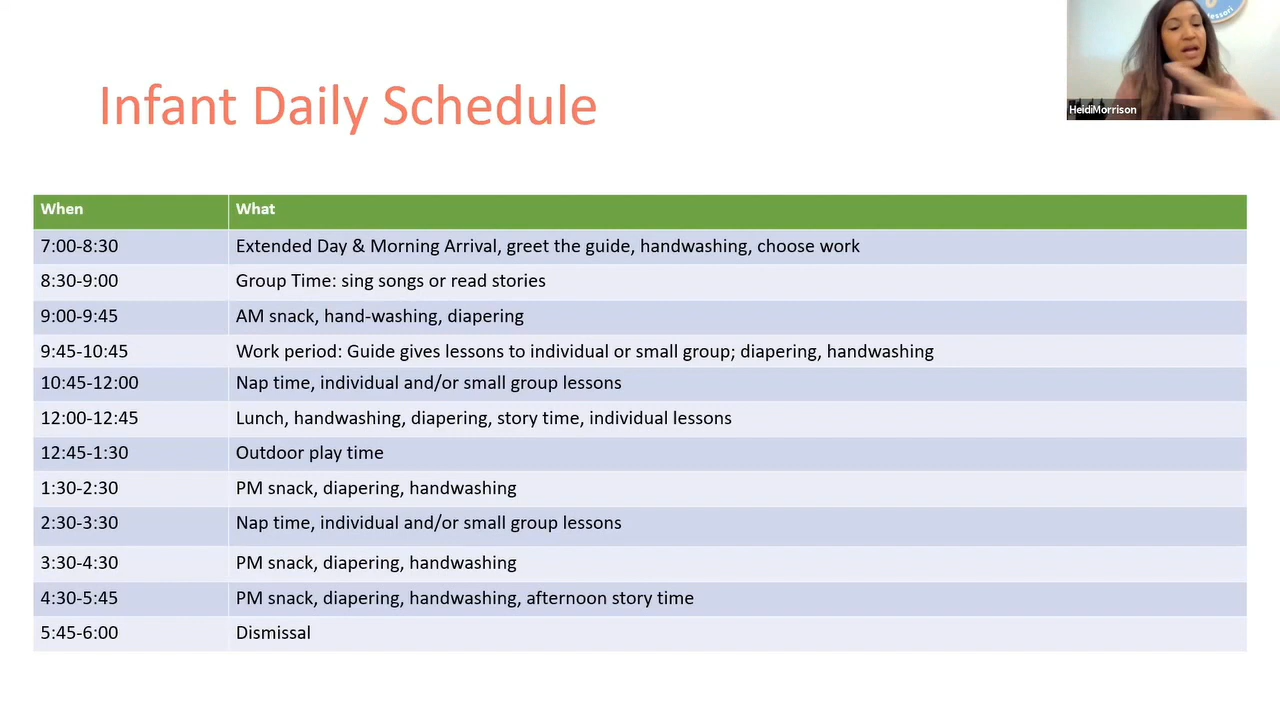 Infant Daily Schedule
HeidiMorrison
When What
7:00-8:30 Extended Day & Morning Arrival, greet the guide, handwashing, choose work
8:30-9:00 Group Time: sing songs or read stories
9:00-9:45 AM snack, hand-washing, diapering
9:45-10:45 Work period: Guide gives lessons to individual or small group; diapering, handwashing
10:45-12:00 Nap time, individual and/or small group lessons
12:00-12:45 Lunch, handwashing, diapering, story time, individual lessons
12:45-1:30 Outdoor play time
1:30-2:30 PM snack, diapering, handwashing
2:30-3:30 Nap time, individual and/or small group lessons
3:30-4:30 PM snack, diapering, handwashing
4:30-5:45 PM snack, diapering, handwashing, afternoon story time
5:45-6:00 Dismissal